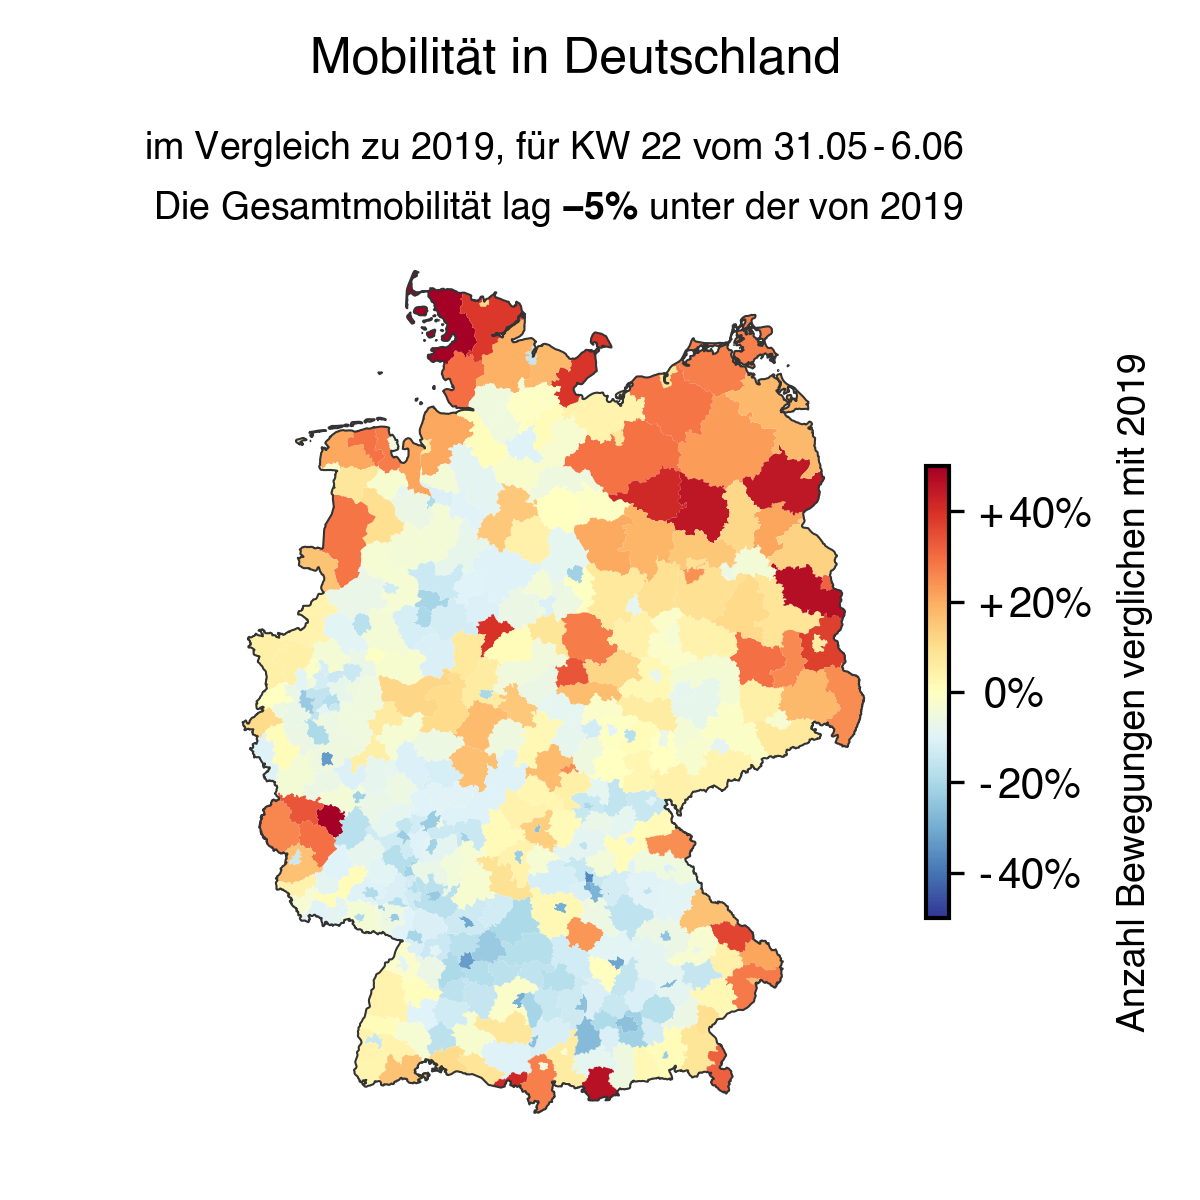 Mobilität in Deutschland
im Vergleich zu 2019, für KW 22 vom 31.05-6.06
Die Gesamtmobilität lag –5% unter der von 2019
+40%
+20%
0%
-20%
-40%
Anzahl Bewegungen verglichen mit 2019